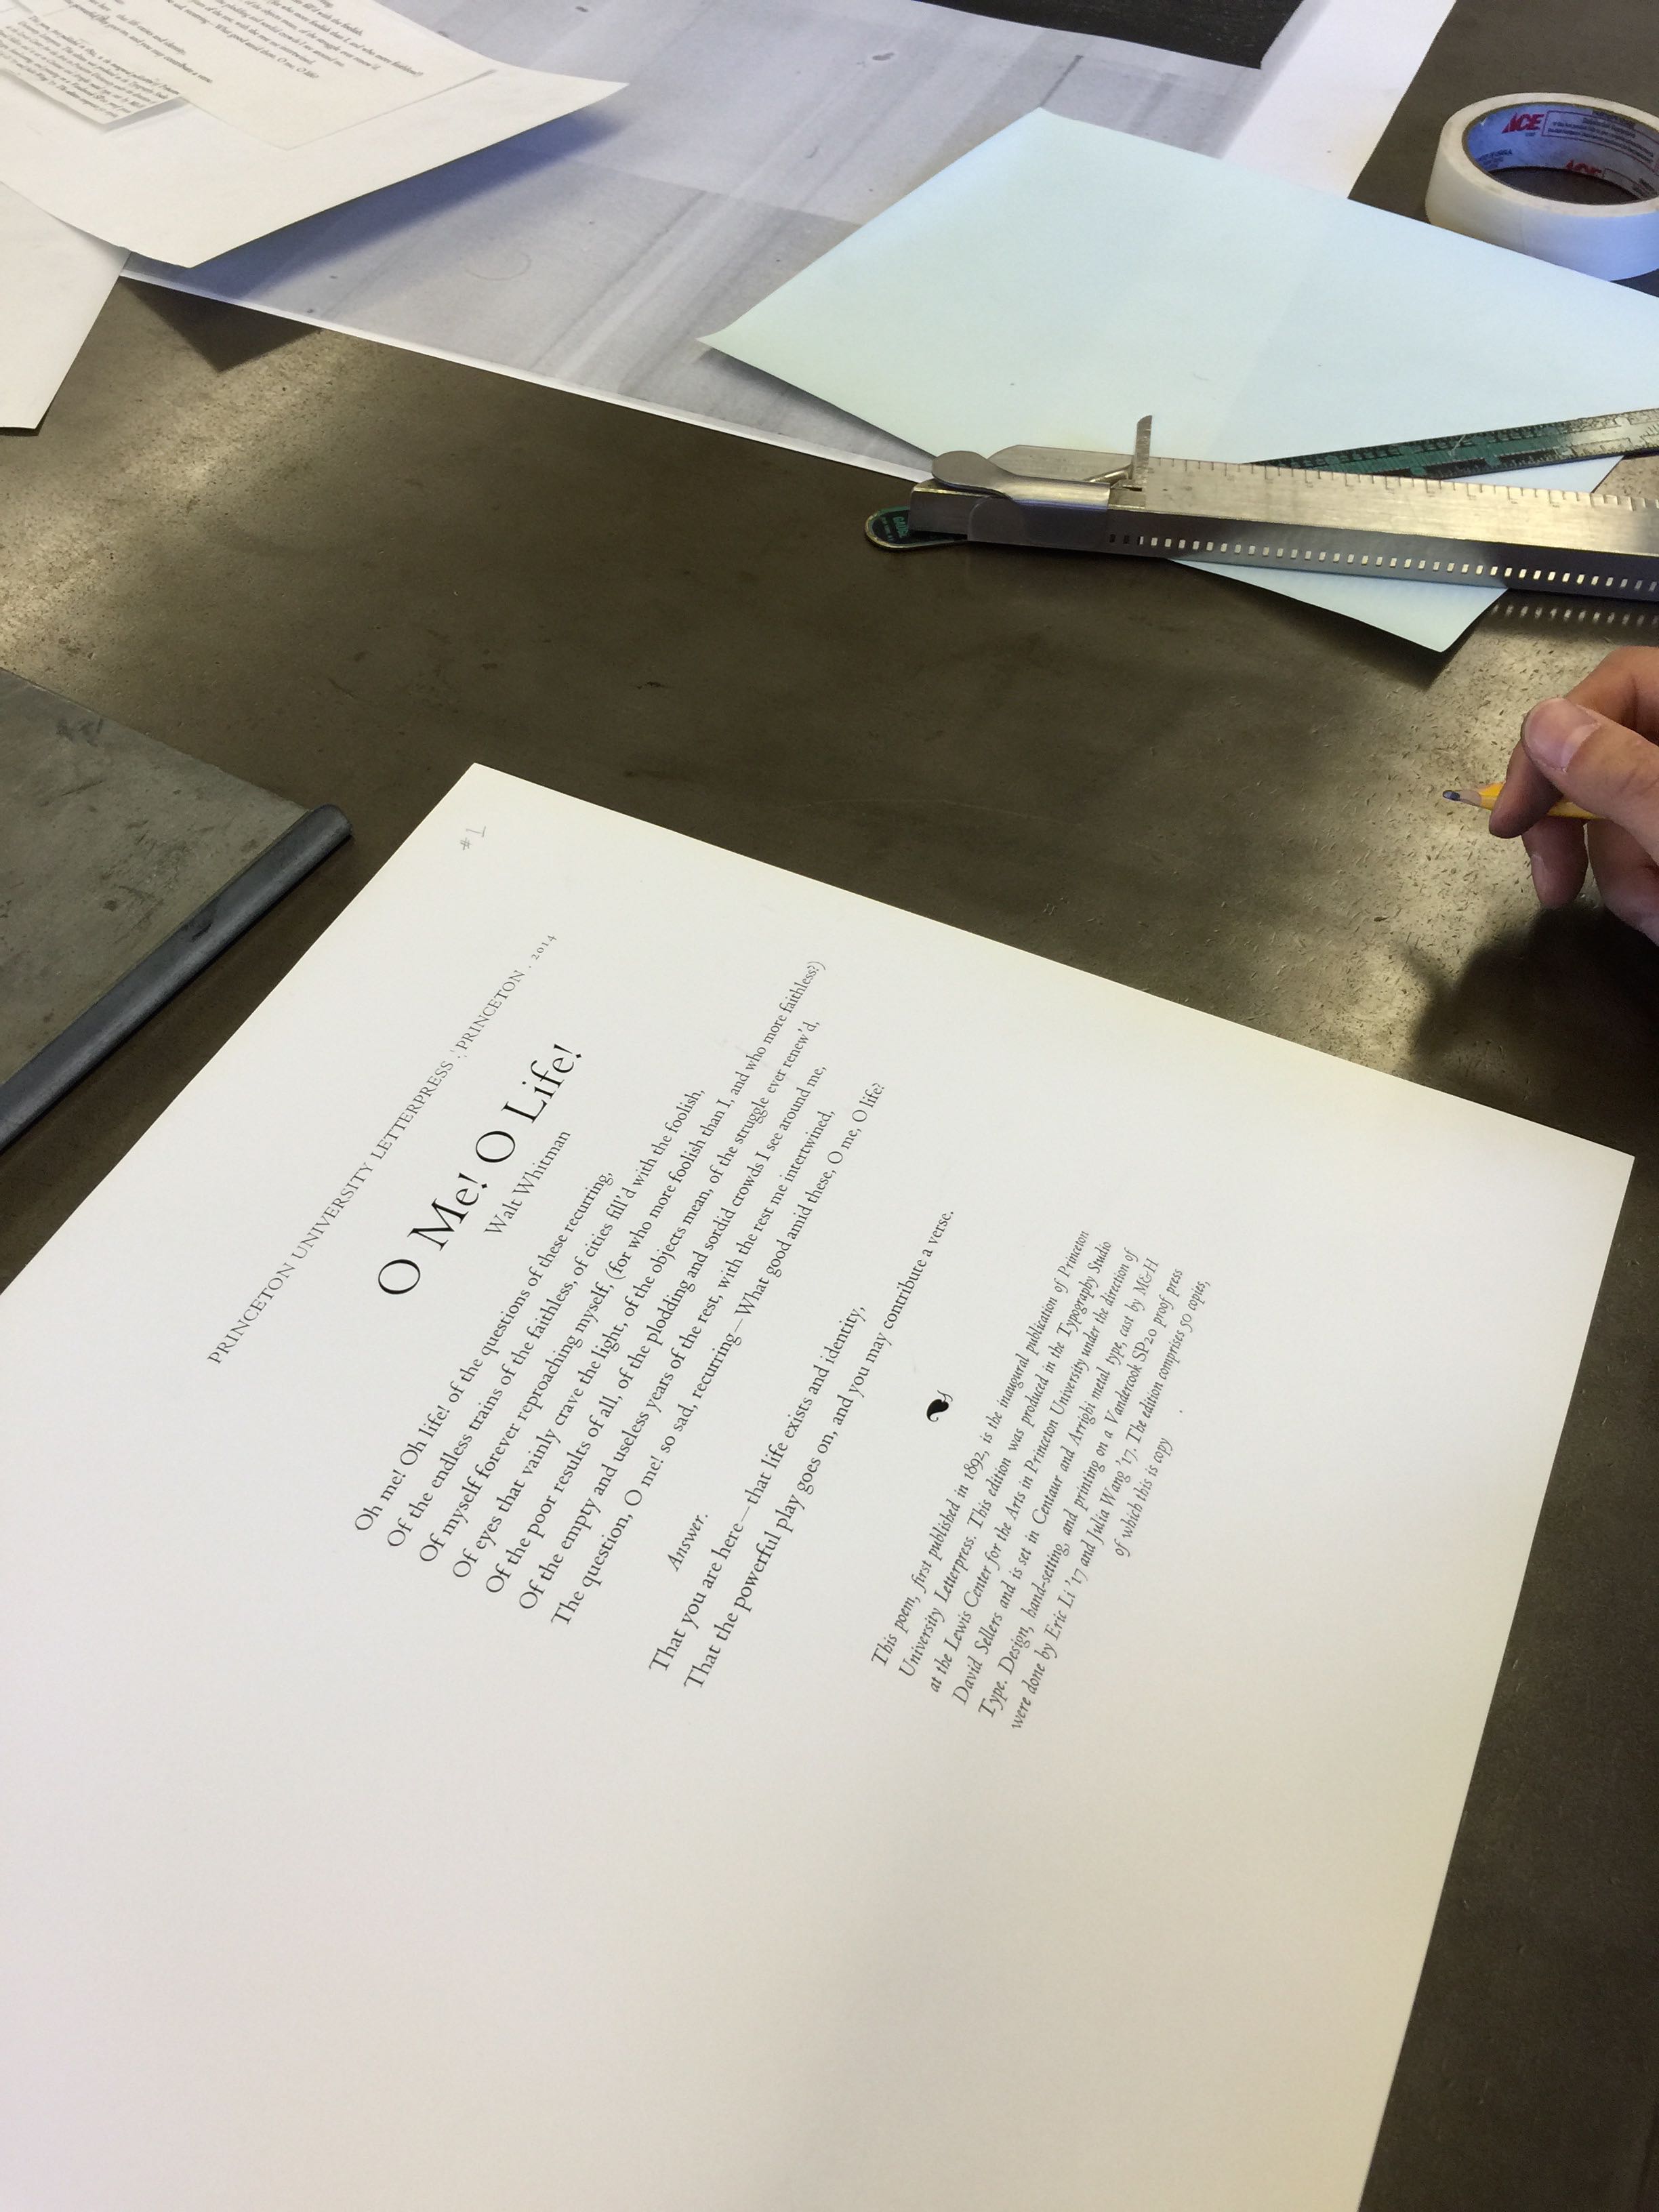 #1
PRINCETON UNIVERSITY LETTERPRESS : PRINCETON . 2014
O Me! O Life!
Walt Whitman
Oh me! Oh life! of the questions of these recurring,
Of the endless trains of the faithless, of cities fill'd with the foolish,
Of myself forever reproaching myself, (for who more foolish than I, and who more faithless?)
Of eyes that vainly crave the light, of the objects mean, of the struggle ever renew'd,
Of the poor results of all, of the plodding and sordid crowds I see around me,
Of the empty and useless years of the rest, with the rest me intertwined,
The question, O me! so sad, recurring—What good amid these, O me, O life?
Answer.
That you are here—that life exists and identity,
That the powerful play goes on, and you may contribute a verse.
This poem, first published in 1892, is the inaugural publication of Princeton
University Letterpress. This edition was produced in the Typography Studio
at the Lewis Center for the Arts in Princeton University under the direction of
David Sellers and is set in Centaur and Arrighi metal type, cast by M&H
Type. Design, hand-setting, and printing on a Vandercook SP20 proof press
were done by Eric Li '17 and Julia Wang '17. The edition comprises 50 copies,
of which this is copy .
ACE
ACE